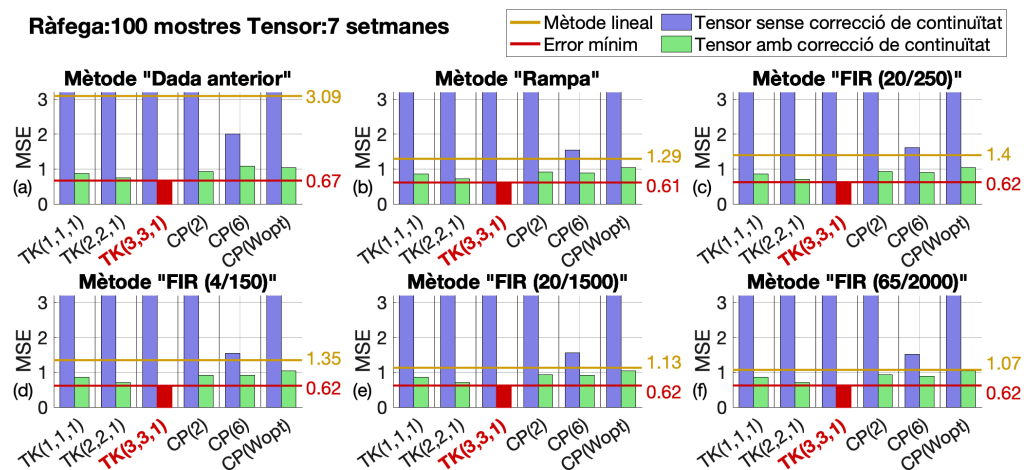 Ràfega:100 mostres Tensor:7 setmanes
Mètode lineal
Error mínim
Tensor sense correcció de continuïtat
Tensor amb correcció de continuïtat
Mètode "Dada anterior"
MSE
3
2
1
0
3.09
0.67
(a)
TK(1,1,1)
TK(2,2,1)
TK(3,3,1)
CP(2)
CP(6)
CP(Wopt)
Mètode "Rampa"
MSE
3
2
1
0
1.29
0.61
(b)
TK(1,1,1)
TK(2,2,1)
TK(3,3,1)
CP(2)
CP(6)
CP(Wopt)
Mètode "FIR (20/250)"
MSE
3
2
1
0
1.4
0.62
(c)
TK(1,1,1)
TK(2,2,1)
TK(3,3,1)
CP(2)
CP(6)
CP(Wopt)
Mètode "FIR (4/150)"
MSE
3
2
1
0
1.35
0.62
(d)
TK(1,1,1)
TK(2,2,1)
TK(3,3,1)
CP(2)
CP(6)
CP(Wopt)
Mètode "FIR (20/1500)"
MSE
3
2
1
0
1.13
0.62
(e)
TK(1,1,1)
TK(2,2,1)
TK(3,3,1)
CP(2)
CP(6)
CP(Wopt)
Mètode "FIR (65/2000)"
MSE
3
2
1
0
1.07
0.62
(f)
TK(1,1,1)
TK(2,2,1)
TK(3,3,1)
CP(2)
CP(6)
CP(Wopt)